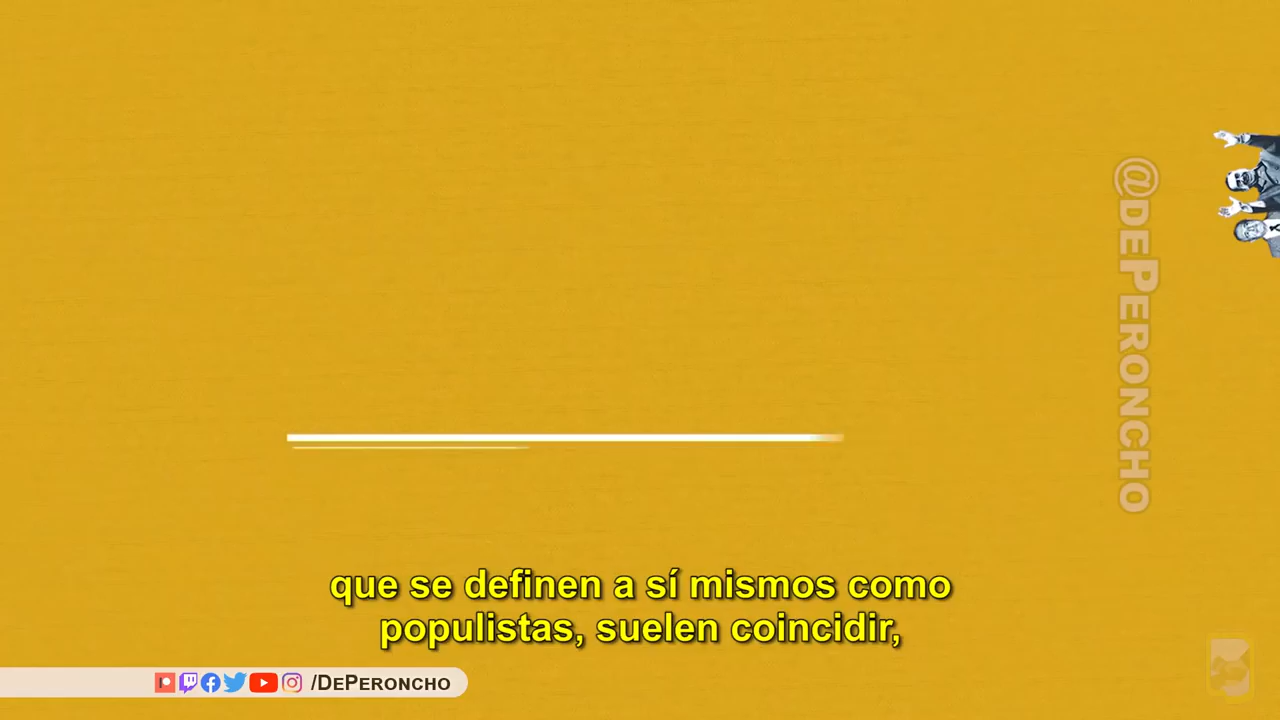 @DEPERONCHO
que se definen a sí mismos como
populistas, suelen coincidir,
/DEPERONCHO